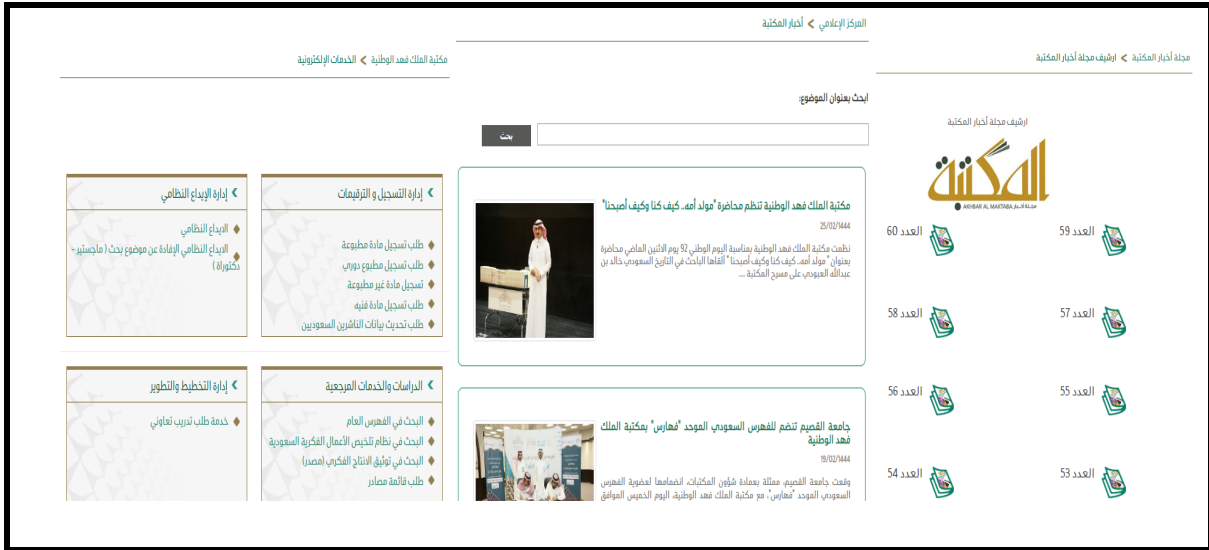 مجلة أخبار المكتبة > ارشيف مجلة أخبار المكتبة
ارشيف مجلة أخبار المكتبة
المكتبة
مجلة أخبار المكتبة AKHBAR AL MAKTABA
العدد 59
العدد 60
العدد 57
العدد 58
العدد 55
العدد 56
العدد 53
العدد 54
المركز الإعلامي > أخبار المكتبة
ابحث بعنوان الموضوع:
بحث
مكتبة الملك فهد الوطنية تنظم محاضرة "مولد أمه.. كيف كنا وكيف أصبحنا"
25/02/1444
نظمت مكتبة الملك فهد الوطنية بمناسبة اليوم الوطني 92 يوم الاثنين الماضي محاضرة
بعنوان " مولد أمه.. كيف كنا وكيف أصبحنا " ألقاها الباحث في التاريخ السعودي خالد بن
عبدالله العبودي على مسرح المكتبة ....
جامعة القصيم تنضم للفهرس السعودي الموحد "فهارس" بمكتبة الملك
فهد الوطنية
19/02/1444
وقعت جامعة القصيم، ممثلة بعمادة شؤون المكتبات، انضمامها لعضوية الفهرس
السعودي الموحد "فهارس"، مع مكتبة الملك فهد الوطنية، اليوم الخميس الموافق
مكتبة الملك فهد الوطنية > الخدمات الإلكترونية
إدارة التسجيل و الترقيمات
طلب تسجيل مادة مطبوعة
طلب تسجيل مطبوع دوري
تسجيل مادة غير مطبوعة
طلب تسجيل مادة فنيه
طلب تحديث بيانات الناشرين السعوديين
إدارة الإيداع النظامي
الايداع النظامي
الايداع النظامي الإفادة عن موضوع بحث ( ماجستير -
دكتوراة )
الدراسات والخدمات المرجعية
البحث في الفهرس العام
البحث في نظام تلخيص الأعمال الفكرية السعودية
البحث في توثيق الانتاج الفكري (مصدر)
طلب قائمة مصادر
إدارة التخطيط والتطوير
خدمة طلب تدريب تعاوني